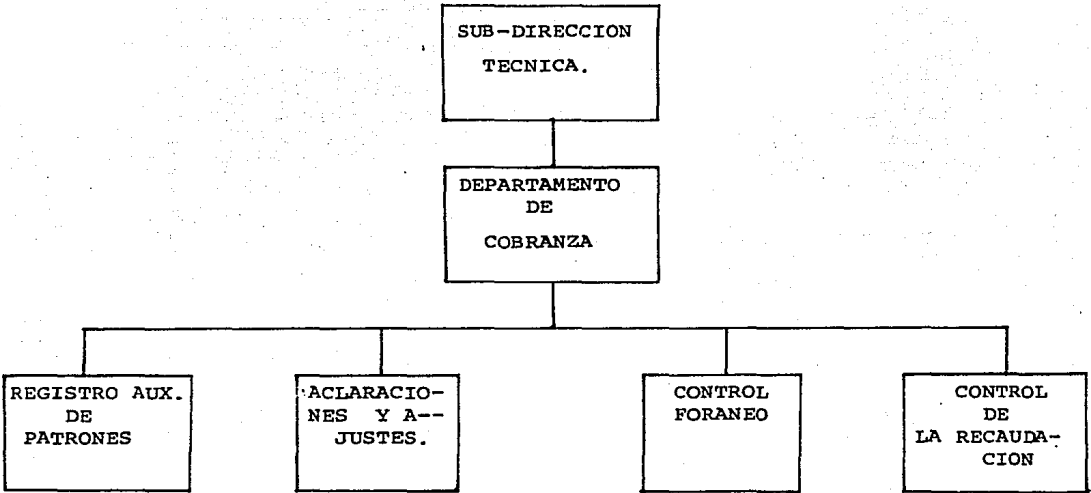 SUB-DIRECCION
TECNICA.
DEPARTAMENTO
DE
COBRANZA
REGISTRO AUX.
DE
PATRONES
ACLARACIO-
NES Y A--
JUSTES.
CONTROL
FORANEO
CONTROL
DE
LA RECAUDA-
CION